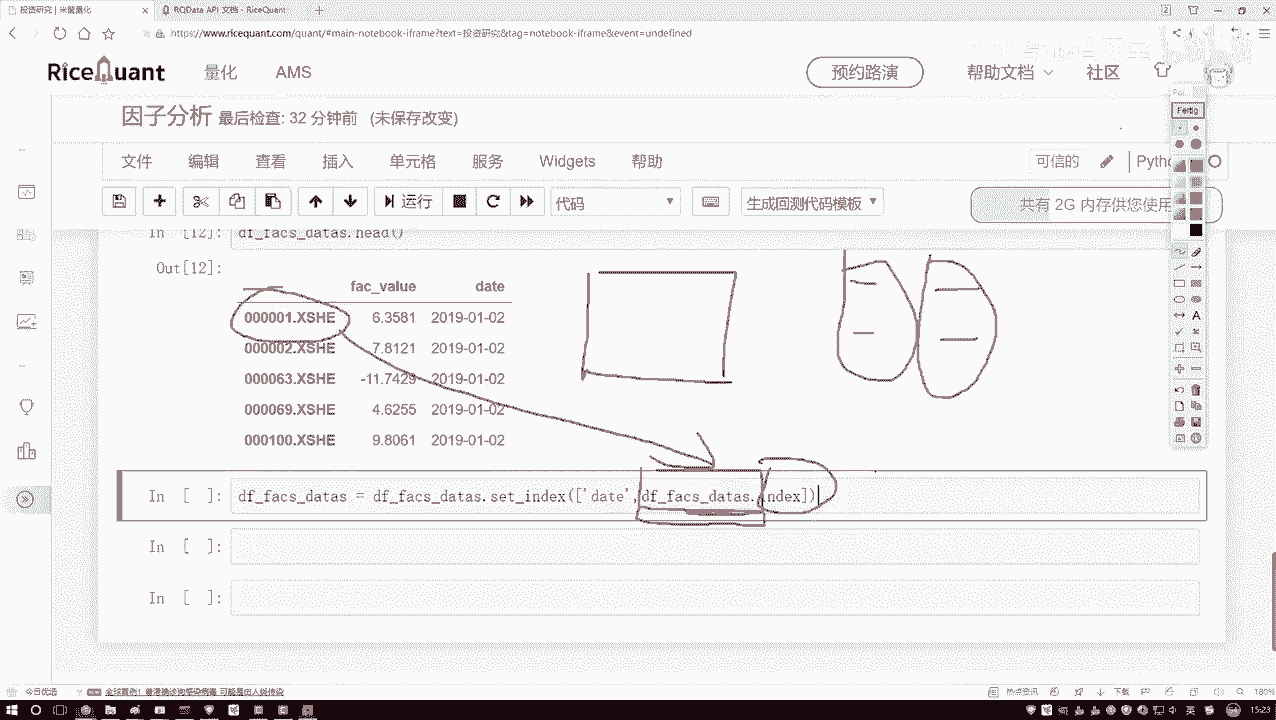 投资研究 | 米筐量化
RQData API 文档 - RiceQuant
https://www.ricequant.com/quant/#main-notebook-iframe?text=投资研究&tag=notebook-iframe&event=undefined
RiceQuant 量化 AMS 预约路演 帮助文档 社区
因子分析 最后检查: 32 分钟前 (未保存改变)
文件 编辑 查看 插入 单元格 服务 Widgets 帮助 可信的
Fertig
运行 代码 生成回测代码模板 共有 2G 内存供您使用
In [12]: df_facs_datas.head()
Out[12]:
fac_value date
000001.XSHE 6.3581 2019-01-02
000002.XSHE -7.8121 2019-01-02
000063.XSHE -11.7429 2019-01-02
000069.XSHE 4.6255 2019-01-02
000100.XSHE 9.8061 2019-01-02
In [ ]: df_facs_datas = df_facs_datas.set_index(['date',df_facs_datas.index])
In [ ]:
In [ ]:
今日优选
热点资讯 下载 180%
15:23